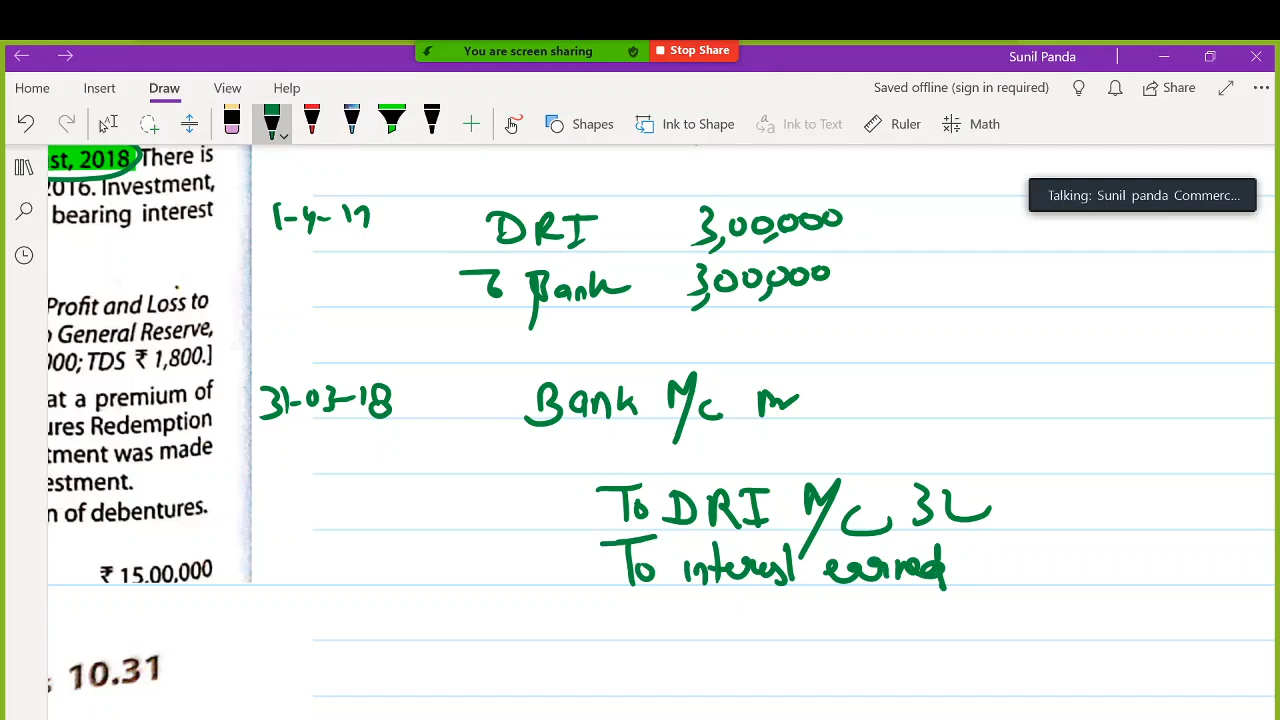 You are screen sharing
Stop Share
Sunil Panda
Home Insert Draw View Help
Saved offline (sign in required)
Share
Shapes
Ink to Shape
Ink to Text
Ruler
Math
Talking: Sunil panda Commerc...
st, 2018 There is
2016. Investment,
bearing interest
Profit and Loss to
General Reserve,
000; TDS ₹ 1,800.]
at a premium of
ures Redemption
tment was made
estment.
n of debentures.
₹ 15,00,000
10.31
1-4-17 DRI 3,00,000
To Bank 3,00,000
31-03-18 Bank A/c
To DRI A/C 3L
To interest earned